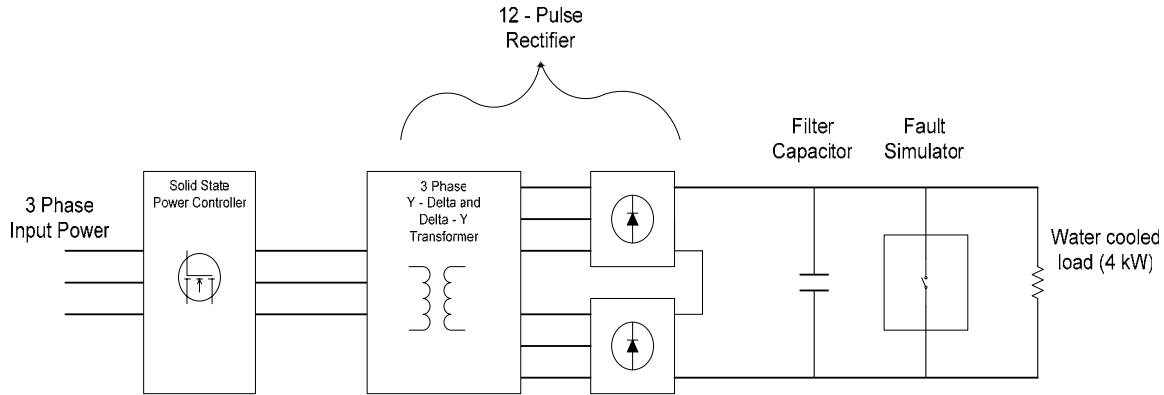 12 - Pulse
Rectifier
Filter
Capacitor
Fault
Simulator
3 Phase
Input Power
Solid State
Power Controller
3 Phase
Y - Delta and
Delta - Y
Transformer
Water cooled
load (4 kW)